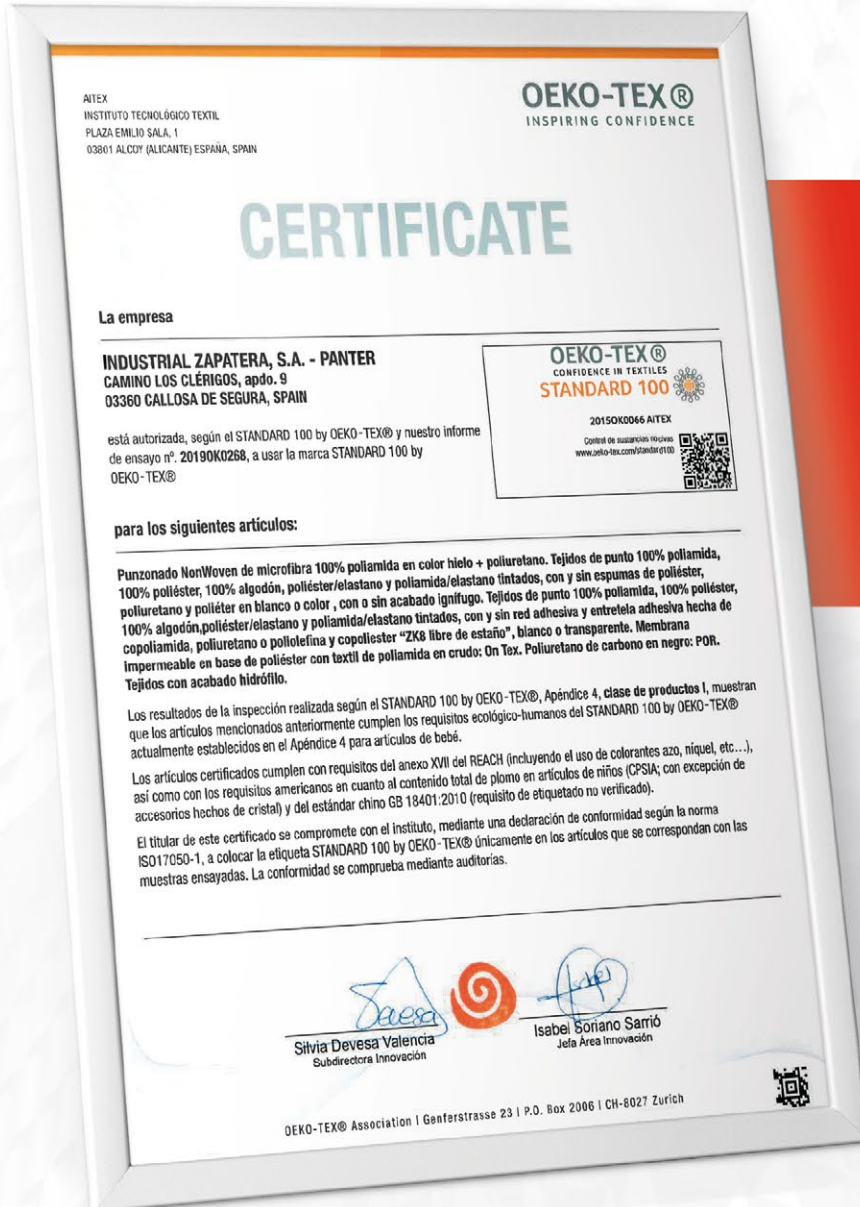 AITEX
INSTITUTO TECNOLÓGICO TEXTIL
PLAZA EMILIO SALA, 1
03801 ALCOY (ALICANTE) ESPAÑA, SPAIN
OEKO-TEX®
INSPIRING CONFIDENCE
CERTIFICATE
La empresa
INDUSTRIAL ZAPATERA, S.A. - PANTER
CAMINO LOS CLÉRIGOS, apdo. 9
03360 CALLOSA DE SEGURA, SPAIN
está autorizada, según el STANDARD 100 by OEKO-TEX® y nuestro informe
de ensayo nº. 2019OK0268, a usar la marca STANDARD 100 by
OEKO-TEX®
OEKO-TEX®
CONFIDENCE IN TEXTILES
STANDARD 100
2015OK0066 AITEX
Control de sustancias nocivas
www.oeko-tex.com/standard100
para los siguientes artículos:
Punzonado NonWoven de microfibra 100% poliamida en color hielo + poliuretano. Tejidos de punto 100% poliamida,
100% poliéster, 100% algodón, poliéster/elastano y poliamida/elastano tintados, con y sin espumas de poliéster,
poliuretano y poliéter en blanco o color , con o sin acabado ignífugo. Tejidos de punto 100% poliamida, 100% poliéster,
100% algodón,poliéster/elastano y poliamida/elastano tintados, con y sin red adhesiva y entretela adhesiva hecha de
copoliamida, poliuretano o poliolefina y copoliester “ZK8 libre de estaño”, blanco o transparente. Membrana
impermeable en base de poliéster con textil de poliamida en crudo: On Tex. Poliuretano de carbono en negro: POR.
Tejidos con acabado hidrófilo.
Los resultados de la inspección realizada según el STANDARD 100 by OEKO-TEX®, Apéndice 4, clase de productos I, muestran
que los artículos mencionados anteriormente cumplen los requisitos ecológico-humanos del STANDARD 100 by OEKO-TEX®
actualmente establecidos en el Apéndice 4 para artículos de bebé.
Los artículos certificados cumplen con requisitos del anexo XVII del REACH (incluyendo el uso de colorantes azo, níquel, etc...),
así como con los requisitos americanos en cuanto al contenido total de plomo en artículos de niños (CPSIA; con excepción de
accesorios hechos de cristal) y del estándar chino GB 18401:2010 (requisito de etiquetado no verificado).
El titular de este certificado se compromete con el instituto, mediante una declaración de conformidad según la norma
ISO17050-1, a colocar la etiqueta STANDARD 100 by OEKO-TEX® únicamente en los artículos que se correspondan con las
muestras ensayadas. La conformidad se comprueba mediante auditorías.
Silvia Devesa Valencia
Subdirectora Innovación
Isabel Soriano Sarrió
Jefa Área Innovación
OEKO-TEX® Association | Genferstrasse 23 | P.O. Box 2006 | CH-8027 Zurich